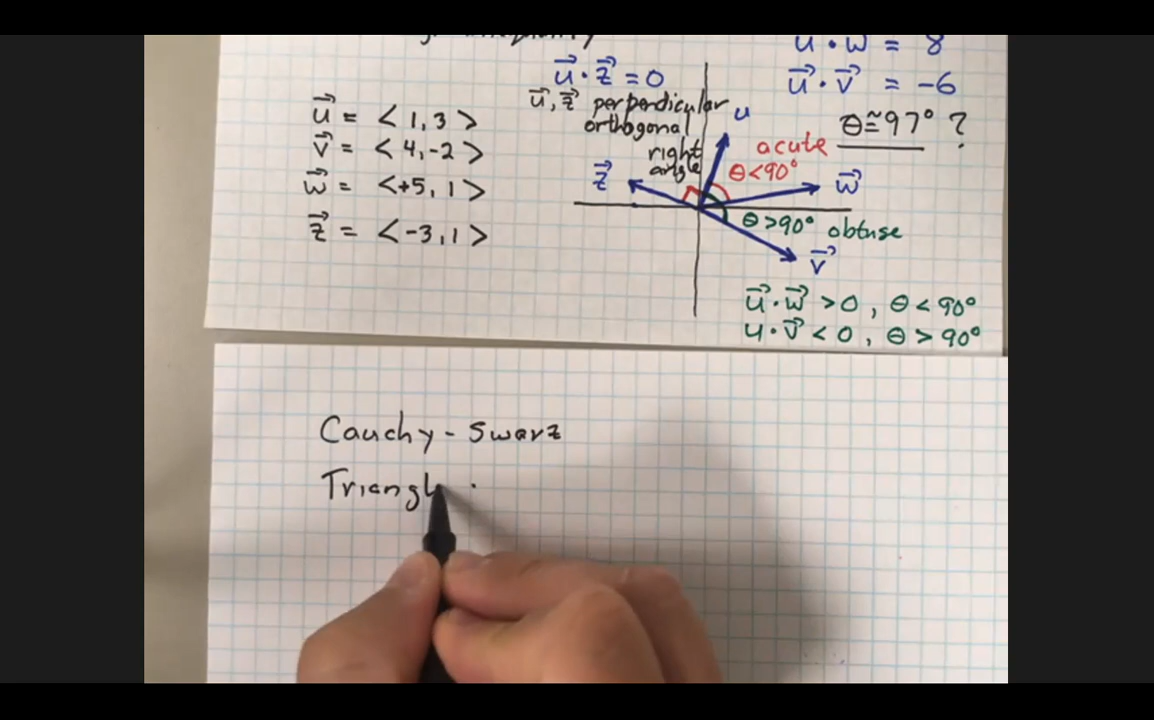 u · w = 8
u · z = 0
u · v = -6
u, z perpendicular
orthogonal
right
angle
u = < 1, 3 >
v = < 4, -2 >
w = < +5, 1 >
z = < -3, 1 >
u
θ ≅ 97° ?
acute
θ < 90°
z
w
θ > 90° obtuse
v
u · w > 0 , θ < 90°
u · v < 0 , θ > 90°
Cauchy - Swarz
Triangl